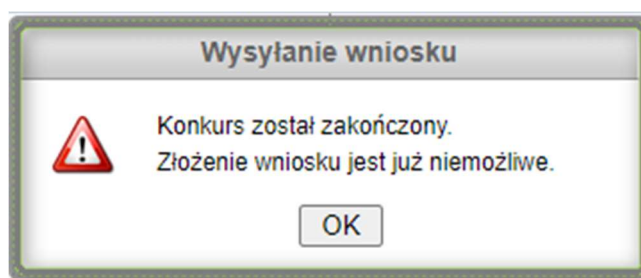 Wysyłanie wniosku
Konkurs został zakończony.
Złożenie wniosku jest już niemożliwe.
OK